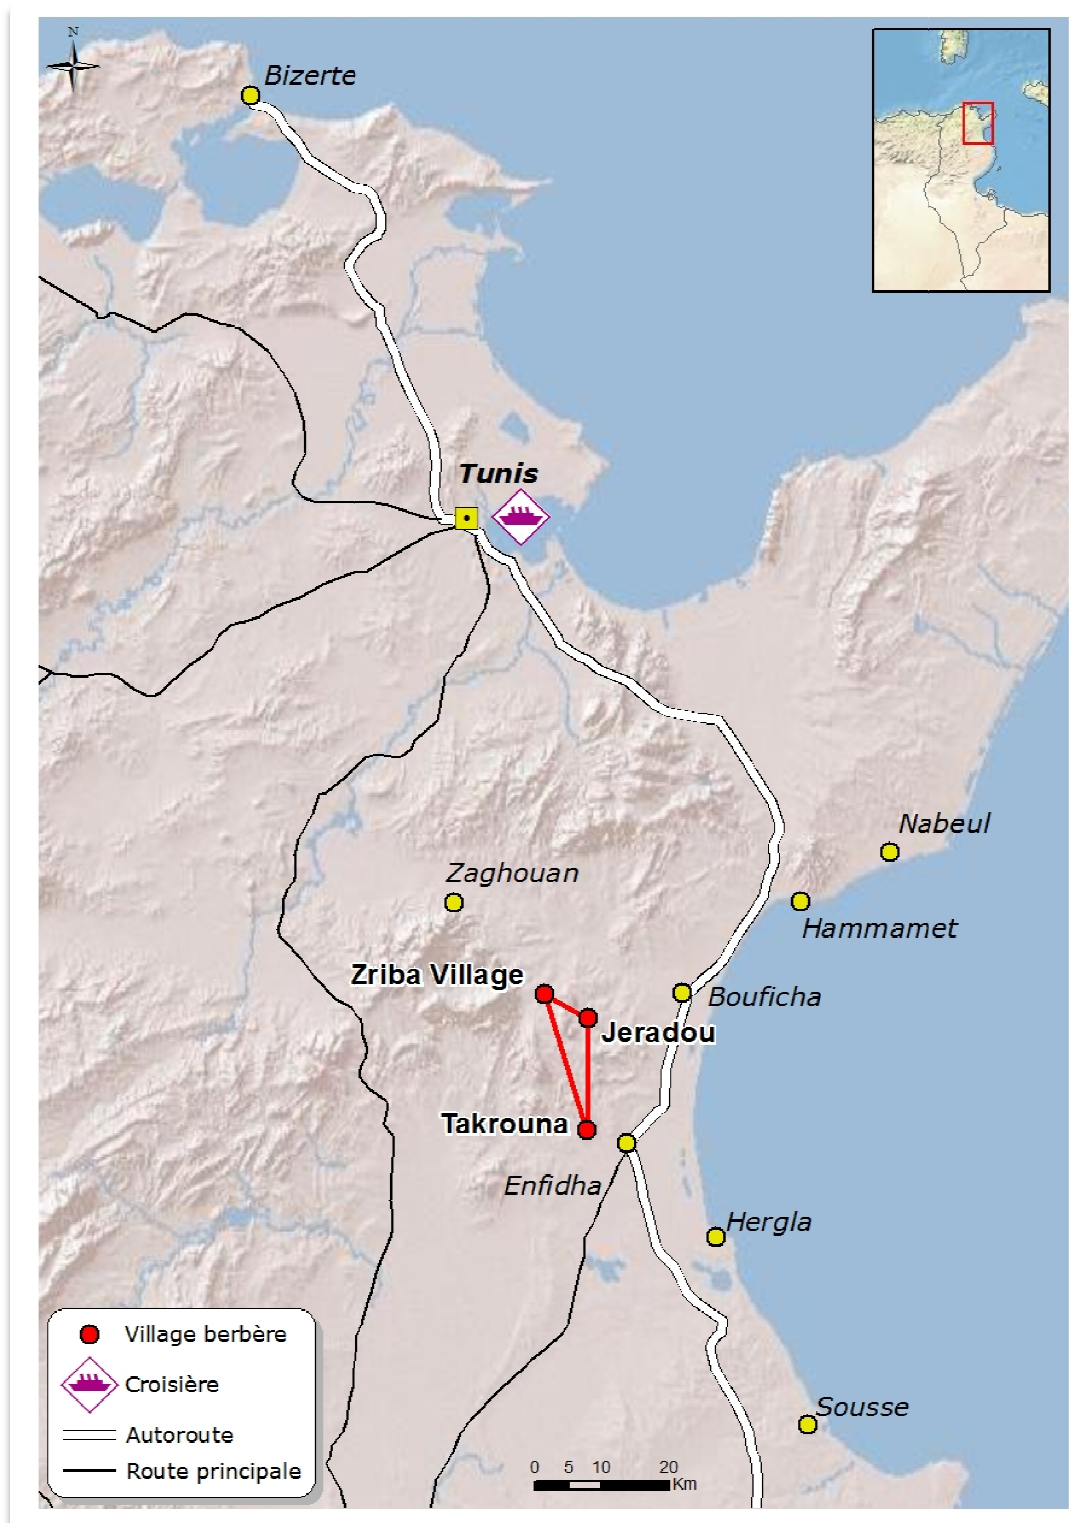 N
Bizerte
Tunis
Nabeul
Zaghouan
Hammamet
Zriba Village
Bouficha
Jeradou
Takrouna
Enfidha
Hergla
Village berbère
Croisière
Sousse
Autoroute
Route principale
0 5 10 20
Km